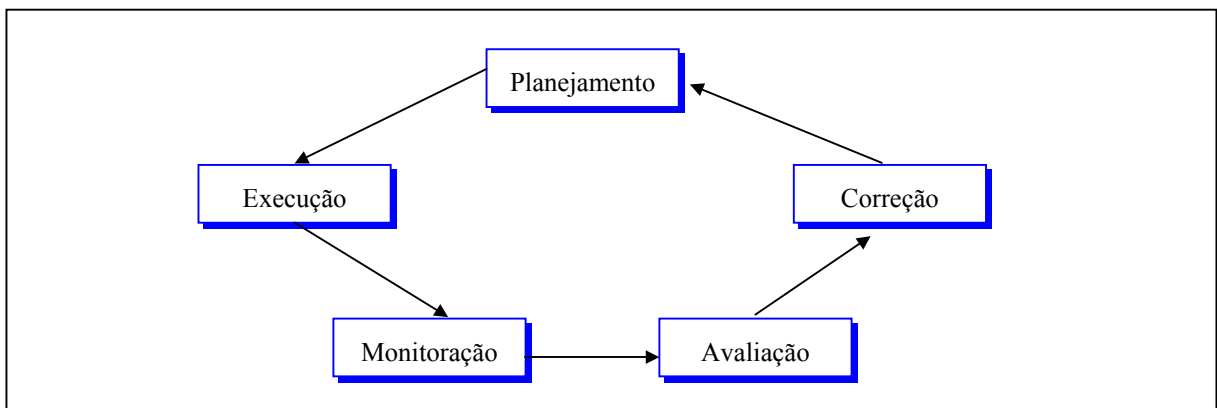 Planejamento
Execução
Correção
Monitoração
Avaliação